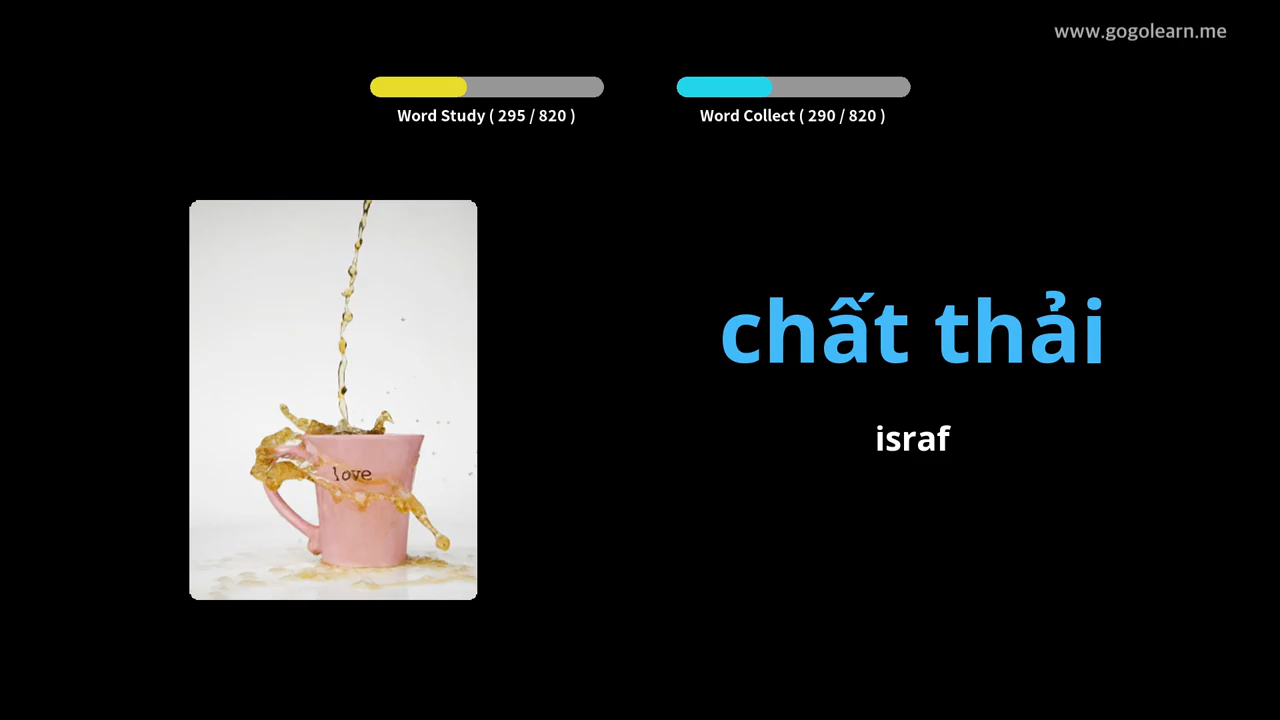 www.gogolearn.me
Word Study ( 295 / 820 )
Word Collect ( 290 / 820 )
love
chất thải
israf